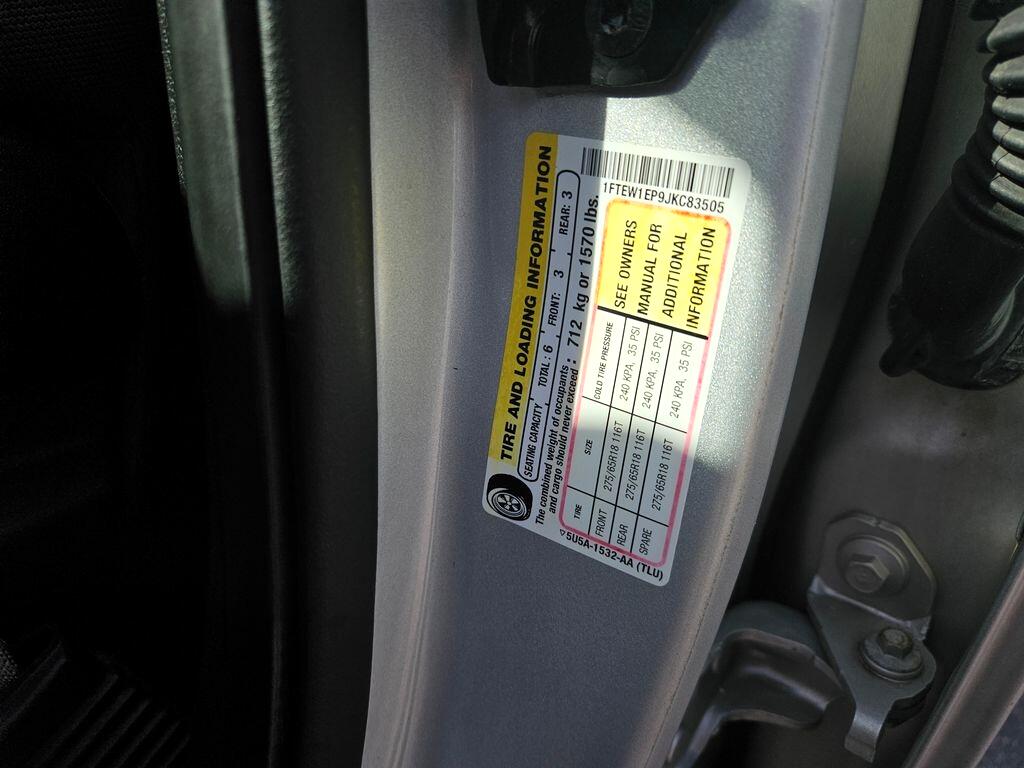 TIRE AND LOADING INFORMATION
SEATING CAPACITY TOTAL: 6 FRONT: 3 REAR: 3
The combined weight of occupants
and cargo should never exceed: 712 kg or 1570 lbs.
TIRE SIZE COLD TIRE PRESSURE
FRONT 275/65R18 116T 240 KPA, 35 PSI
REAR 275/65R18 116T 240 KPA, 35 PSI
SPARE 275/65R18 116T 240 KPA, 35 PSI
SEE OWNERS
MANUAL FOR
ADDITIONAL
INFORMATION
5U5A-1532-AA (TLU)
1FTEW1EP9JKC83505